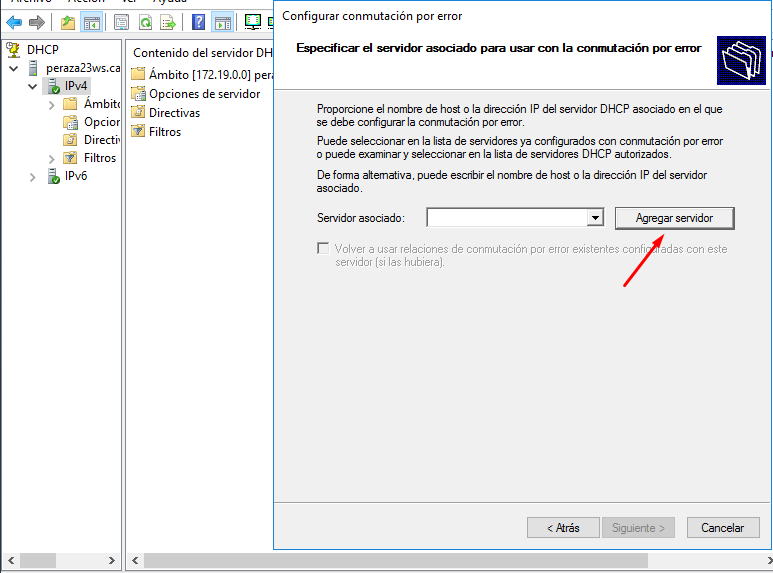 Archivo Acción Ver Ayuda
Configurar conmutación por error
Especificar el servidor asociado para usar con la conmutación por error
DHCP
peraza23ws.ca
IPv4
Ámbito
Opcion
Directi
Filtros
IPv6
Contenido del servidor DH
Ámbito [172.19.0.0] pera
Opciones de servidor
Directivas
Filtros
Proporcione el nombre de host o la dirección IP del servidor DHCP asociado en el que
se debe configurar la conmutación por error.
Puede seleccionar en la lista de servidores ya configurados con conmutación por error
o puede examinar y seleccionar en la lista de servidores DHCP autorizados.
De forma alternativa, puede escribir el nombre de host o la dirección IP del servidor
asociado.
Servidor asociado:
Agregar servidor
Volver a usar relaciones de conmutación por error existentes configuradas con este
servidor (si las hubiera).
< Atrás
Siguiente >
Cancelar